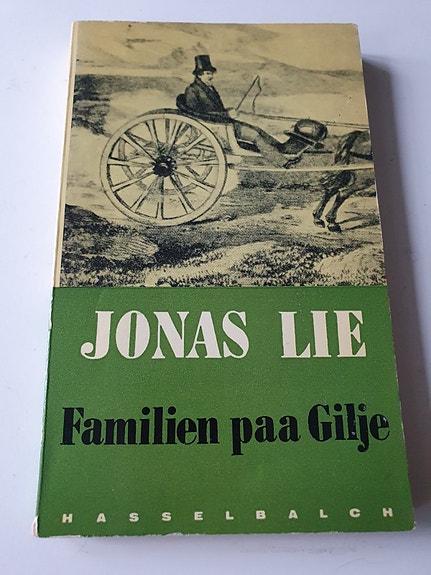 JONAS LIE
Familien paa Gilje
HASSELBALCH